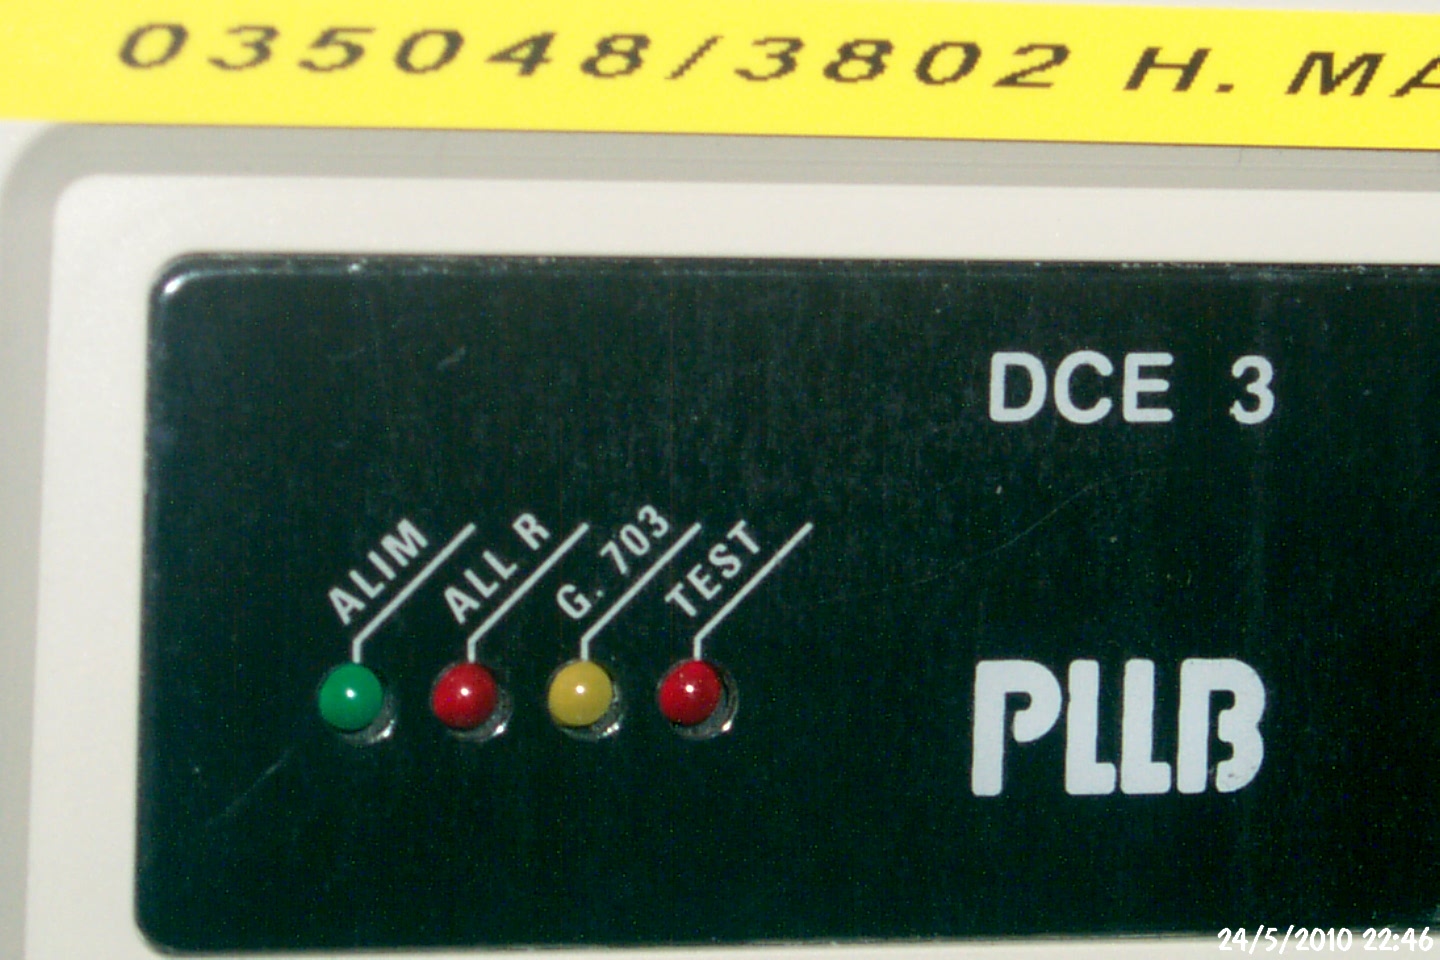 035048/3802 H. MA
DCE 3
ALIM
ALL R
G. 703
TEST
PLLB
24/5/2010 22:46